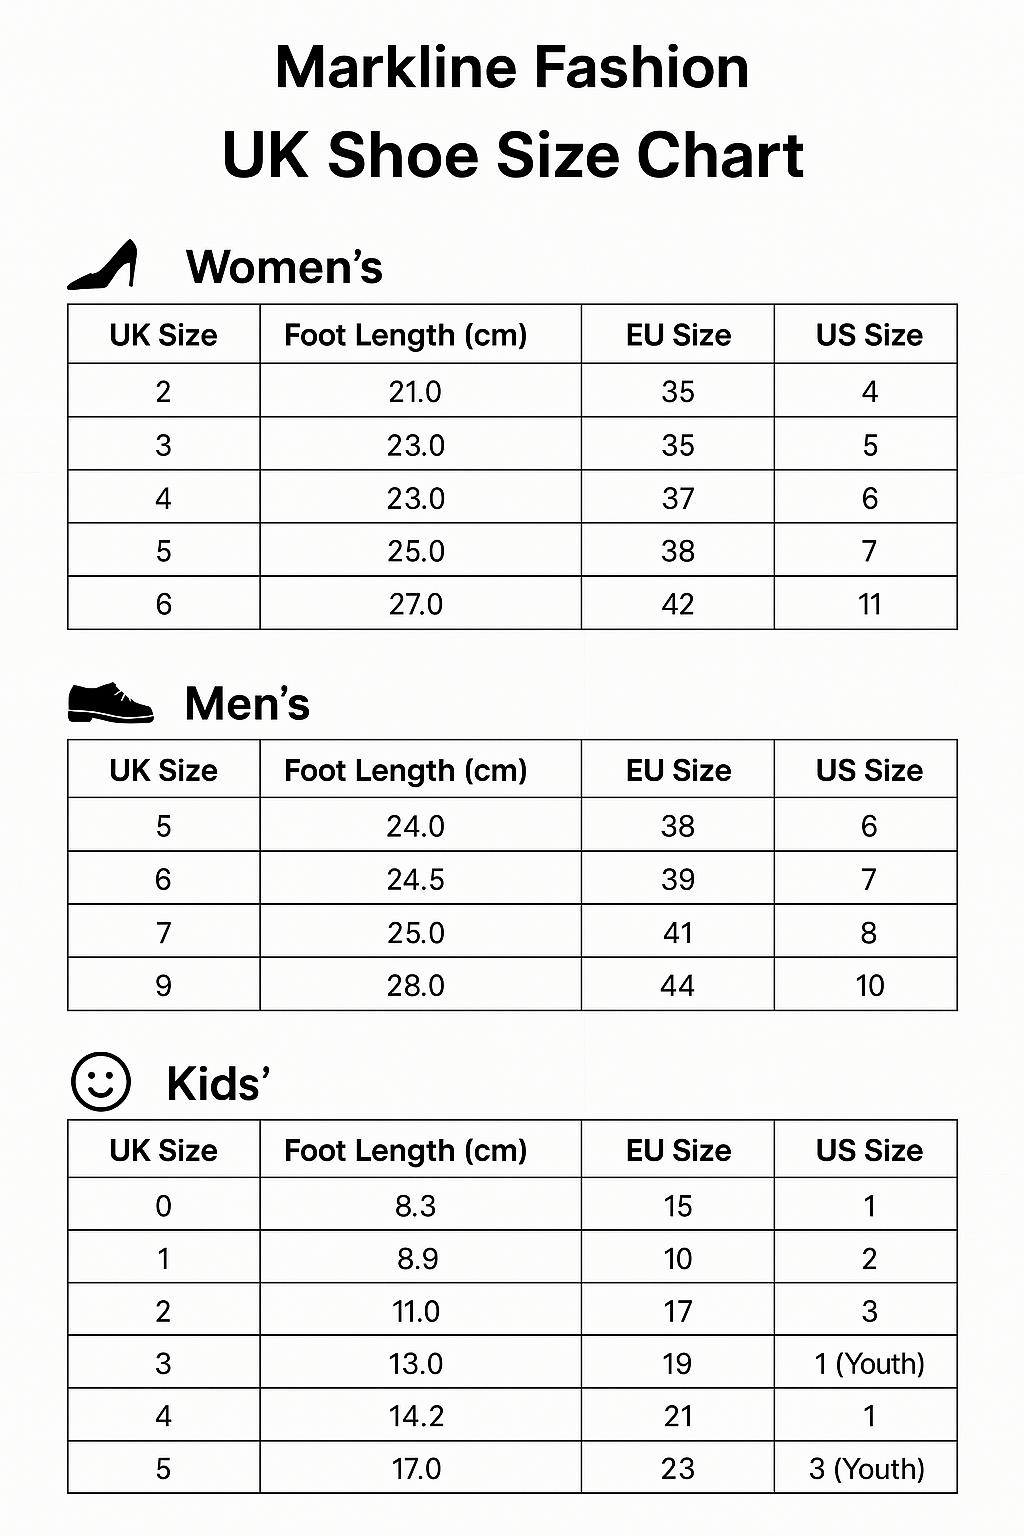 Markline Fashion
UK Shoe Size Chart
Women’s
UK Size Foot Length (cm) EU Size US Size
2 21.0 35 4
3 23.0 35 5
4 23.0 37 6
5 25.0 38 7
6 27.0 42 11
Men’s
UK Size Foot Length (cm) EU Size US Size
5 24.0 38 6
6 24.5 39 7
7 25.0 41 8
9 28.0 44 10
Kids’
UK Size Foot Length (cm) EU Size US Size
0 8.3 15 1
1 8.9 10 2
2 11.0 17 3
3 13.0 19 1 (Youth)
4 14.2 21 1
5 17.0 23 3 (Youth)